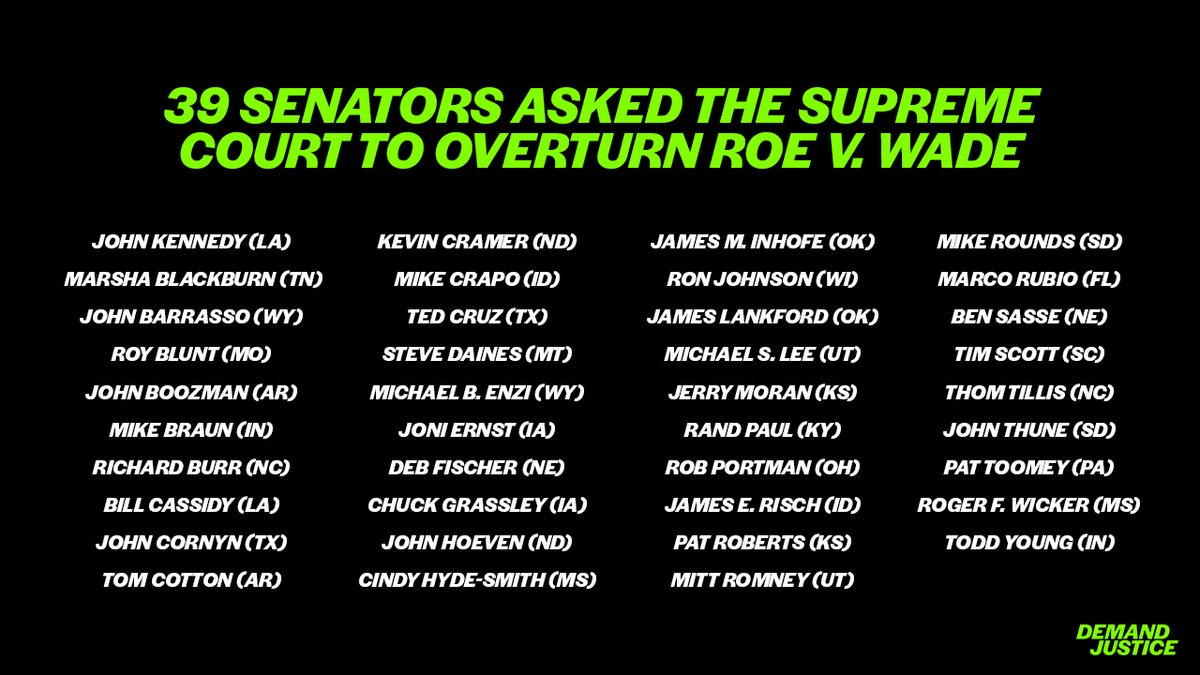 39 SENATORS ASKED THE SUPREME
COURT TO OVERTURN ROE V. WADE
JOHN KENNEDY (LA)
MARSHA BLACKBURN (TN)
JOHN BARRASSO (WY)
ROY BLUNT (MO)
JOHN BOOZMAN (AR)
MIKE BRAUN (IN)
RICHARD BURR (NC)
BILL CASSIDY (LA)
JOHN CORNYN (TX)
TOM COTTON (AR)
KEVIN CRAMER (ND)
MIKE CRAPO (ID)
TED CRUZ (TX)
STEVE DAINES (MT)
MICHAEL B. ENZI (WY)
JONI ERNST (IA)
DEB FISCHER (NE)
CHUCK GRASSLEY (IA)
JOHN HOEVEN (ND)
CINDY HYDE-SMITH (MS)
JAMES M. INHOFE (OK)
RON JOHNSON (WI)
JAMES LANKFORD (OK)
MICHAEL S. LEE (UT)
JERRY MORAN (KS)
RAND PAUL (KY)
ROB PORTMAN (OH)
JAMES E. RISCH (ID)
PAT ROBERTS (KS)
MITT ROMNEY (UT)
MIKE ROUNDS (SD)
MARCO RUBIO (FL)
BEN SASSE (NE)
TIM SCOTT (SC)
THOM TILLIS (NC)
JOHN THUNE (SD)
PAT TOOMEY (PA)
ROGER F. WICKER (MS)
TODD YOUNG (IN)
DEMAND
JUSTICE